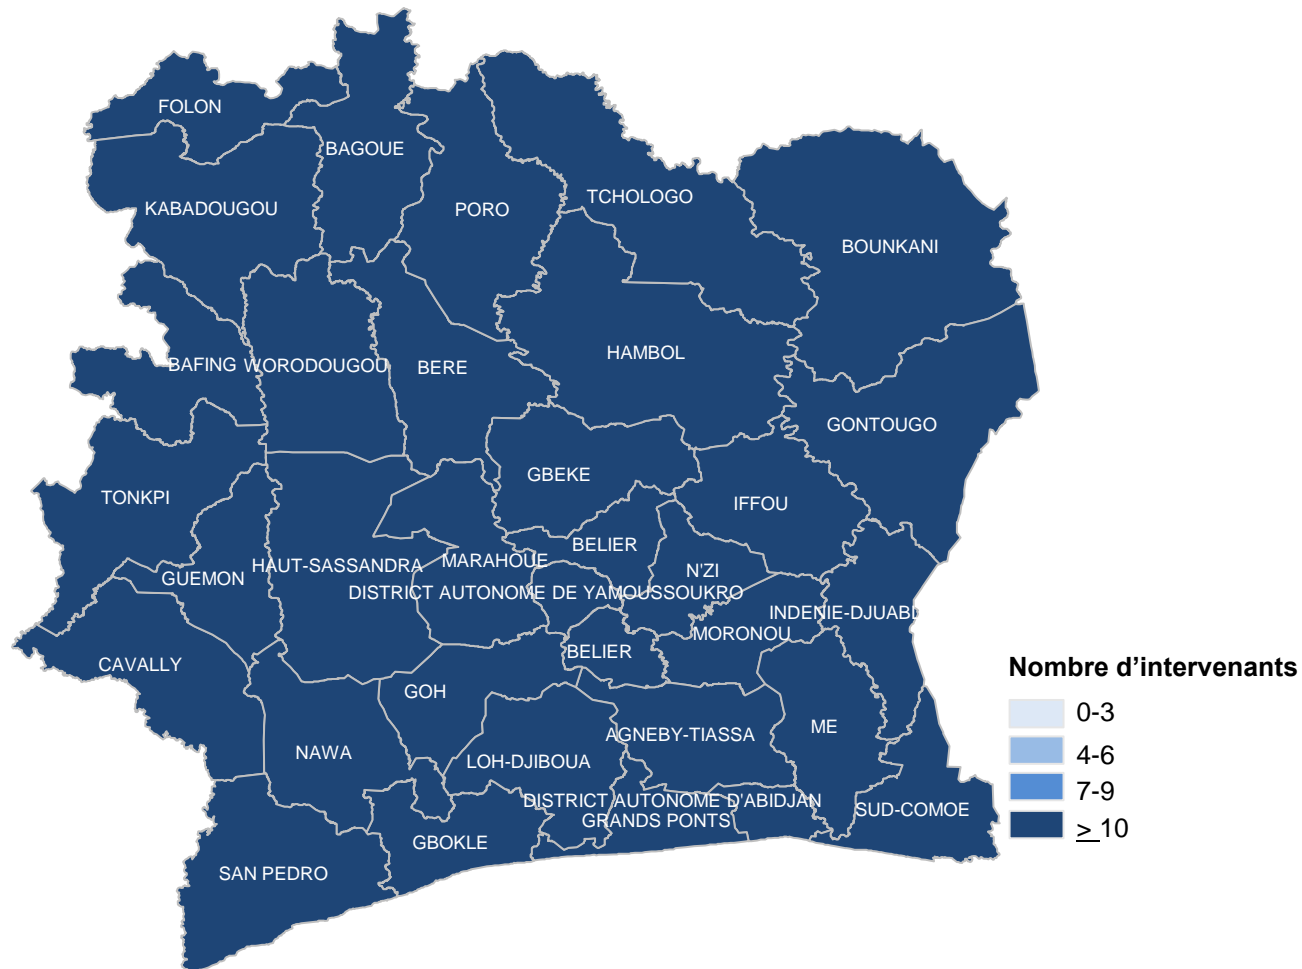 FOLON
BAGOUE
KABADOUGOU
PORO
TCHOLOGO
BOUNKANI
HAMBOL
BAFING
WORODOUGOU
BERE
GONTOUGO
GBEKE
TONKPI
IFFOU
BELIER
MARAHOUE
HAUT-SASSANDRA
GUEMON
N'ZI
DISTRICT AUTONOME DE YAMOUSSOUKRO
INDENIE-DJUABL
MORONOU
BELIER
CAVALLY
GOH
ME
AGNEBY-TIASSA
NAWA
LOH-DJIBOUA
DISTRICT AUTONOME D'ABIDJAN
GRANDS PONTS
SUD-COMOE
GBOKLE
SAN PEDRO
Nombre d’intervenants
0-3
4-6
7-9
> 10